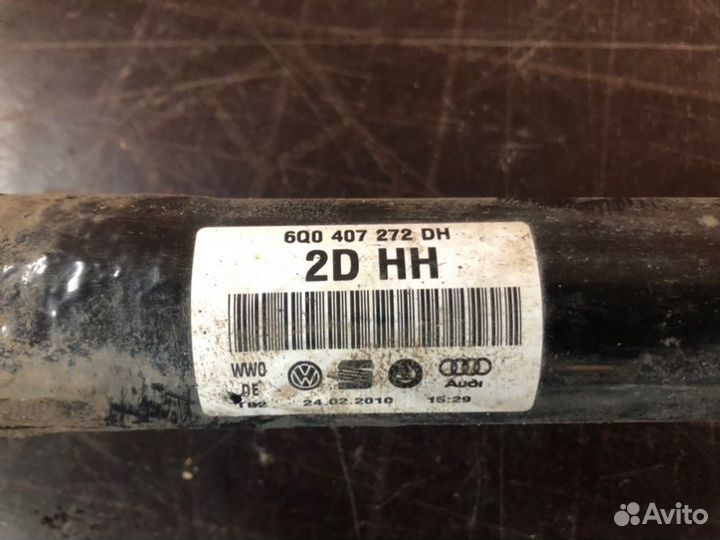 6Q0 407 272 DH
2D HH
WWO
DE
TB2 24.02.2010 15:29
Audi
Avito